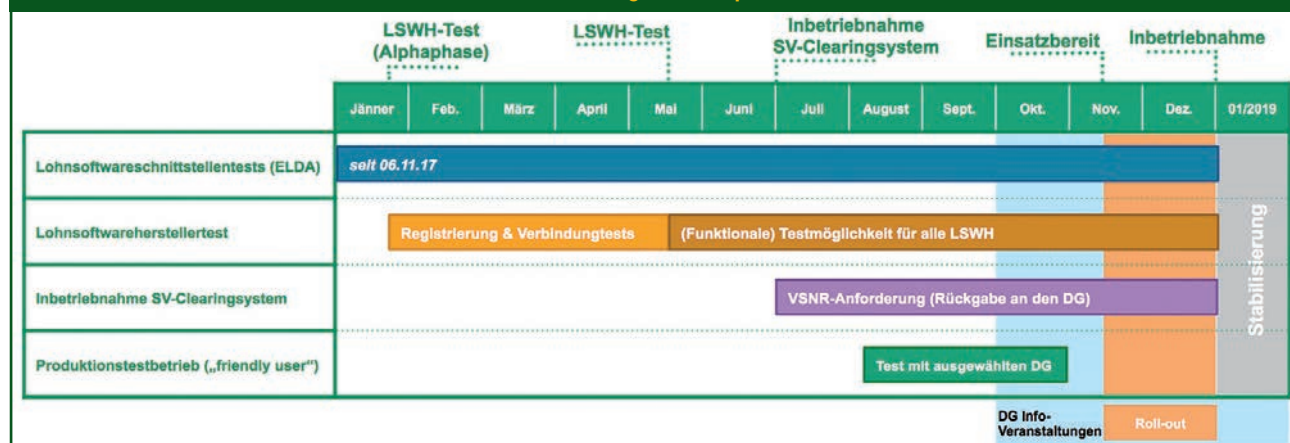 LSWH-Test
(Alphaphase)
LSWH-Test
Inbetriebnahme
SV-Clearingsystem
Einsatzbereit
Inbetriebnahme
Jänner Feb. März April Mai Juni Juli August Sept. Okt. Nov. Dez. 01/2019
Lohnsoftwareschnittstellentests (ELDA)
seit 06.11.17
Lohnsoftwareherstellertest
Registrierung & Verbindungtests
(Funktionale) Testmöglichkeit für alle LSWH
Inbetriebnahme SV-Clearingsystem
VSNR-Anforderung (Rückgabe an den DG)
Produktionstestbetrieb („friendly user“)
Test mit ausgewählten DG
Stabilisierung
DG Info-
Veranstaltungen
Roll-out